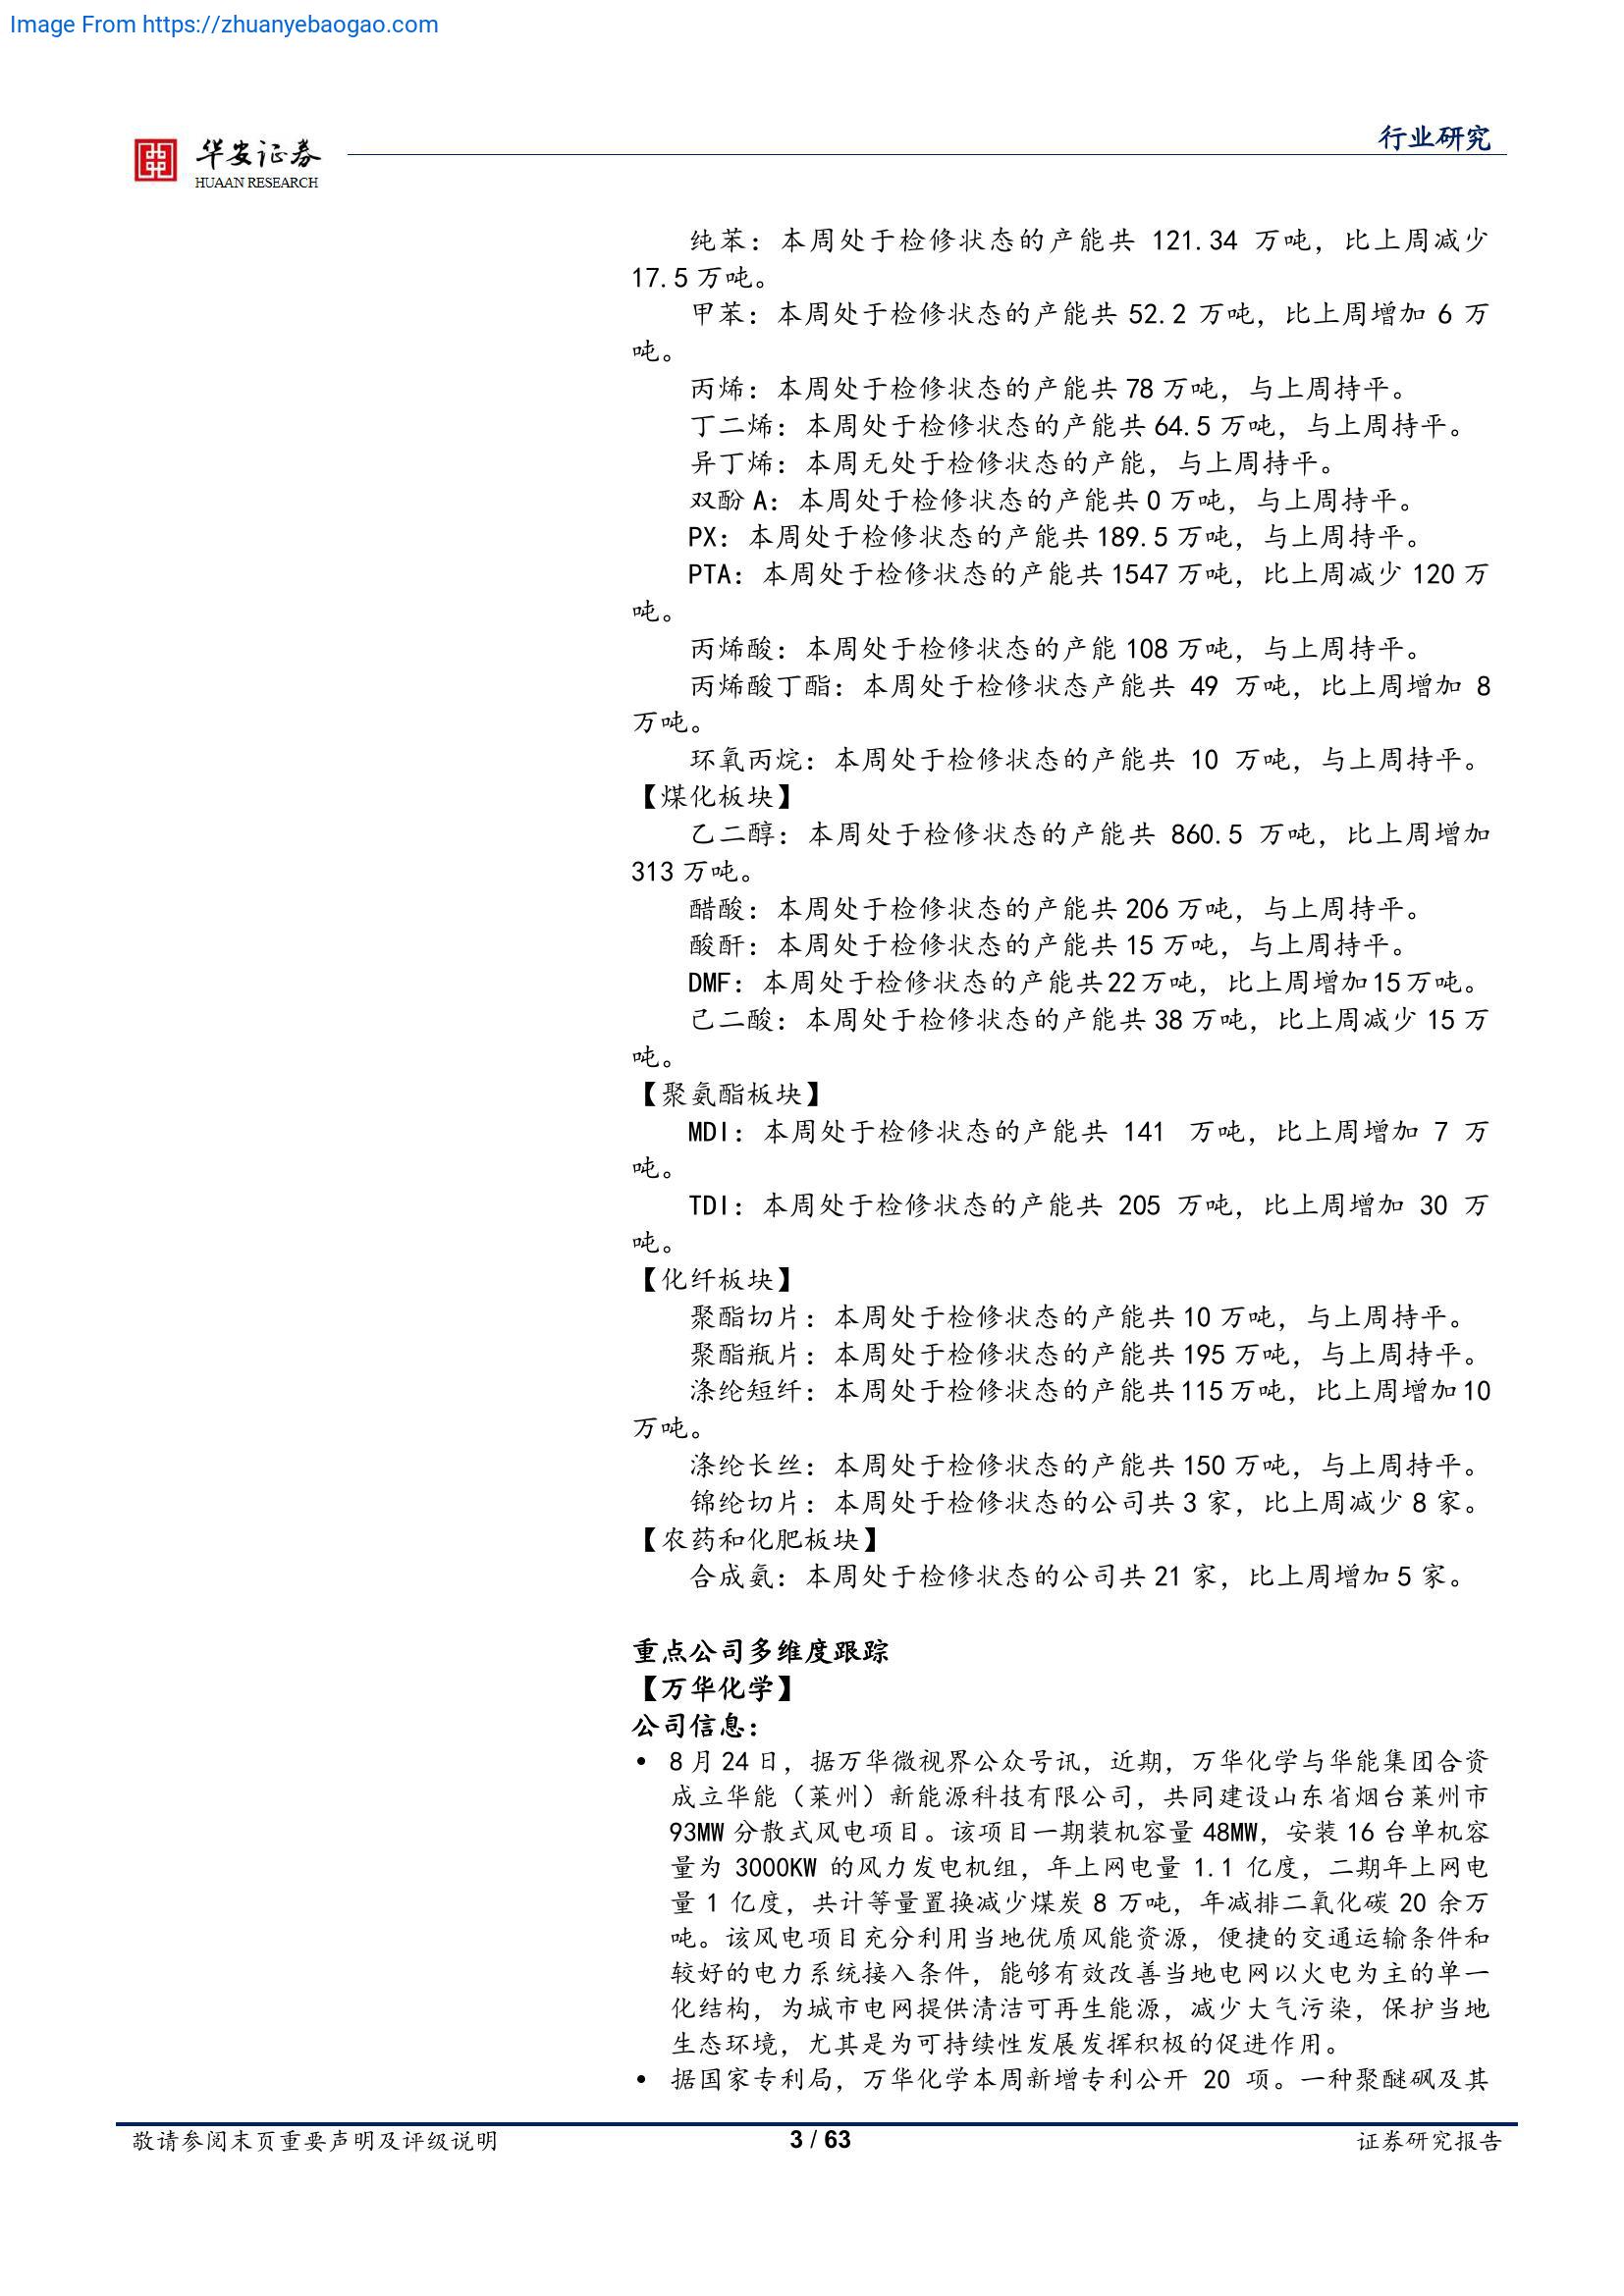 Image From https://zhuanyebaogao.com
华安证券
HUAAN RESEARCH
行业研究
纯苯：本周处于检修状态的产能共 121.34 万吨，比上周减少
17.5 万吨。
甲苯：本周处于检修状态的产能共 52.2 万吨，比上周增加 6 万
吨。
丙烯：本周处于检修状态的产能共 78 万吨，与上周持平。
丁二烯：本周处于检修状态的产能共 64.5 万吨，与上周持平。
异丁烯：本周无处于检修状态的产能，与上周持平。
双酚 A：本周处于检修状态的产能共 0 万吨，与上周持平。
PX：本周处于检修状态的产能共 189.5 万吨，与上周持平。
PTA：本周处于检修状态的产能共 1547 万吨，比上周减少 120 万
吨。
丙烯酸：本周处于检修状态的产能 108 万吨，与上周持平。
丙烯酸丁酯：本周处于检修状态产能共 49 万吨，比上周增加 8
万吨。
环氧丙烷：本周处于检修状态的产能共 10 万吨，与上周持平。
【煤化板块】
乙二醇：本周处于检修状态的产能共 860.5 万吨，比上周增加
313 万吨。
醋酸：本周处于检修状态的产能共 206 万吨，与上周持平。
酸酐：本周处于检修状态的产能共 15 万吨，与上周持平。
DMF：本周处于检修状态的产能共 22 万吨，比上周增加 15 万吨。
己二酸：本周处于检修状态的产能共 38 万吨，比上周减少 15 万
吨。
【聚氨酯板块】
MDI：本周处于检修状态的产能共 141 万吨，比上周增加 7 万
吨。
TDI：本周处于检修状态的产能共 205 万吨，比上周增加 30 万
吨。
【化纤板块】
聚酯切片：本周处于检修状态的产能共 10 万吨，与上周持平。
聚酯瓶片：本周处于检修状态的产能共 195 万吨，与上周持平。
涤纶短纤：本周处于检修状态的产能共 115 万吨，比上周增加 10
万吨。
涤纶长丝：本周处于检修状态的产能共 150 万吨，与上周持平。
锦纶切片：本周处于检修状态的公司共 3 家，比上周减少 8 家。
【农药和化肥板块】
合成氨：本周处于检修状态的公司共 21 家，比上周增加 5 家。
重点公司多维度跟踪
【万华化学】
公司信息：
• 8 月 24 日，据万华微视界公众号讯，近期，万华化学与华能集团合资
成立华能（莱州）新能源科技有限公司，共同建设山东省烟台莱州市
93MW 分散式风电项目。该项目一期装机容量 48MW，安装 16 台单机容
量为 3000KW 的风力发电机组，年上网电量 1.1 亿度，二期年上网电
量 1 亿度，共计等量置换减少煤炭 8 万吨，年减排二氧化碳 20 余万
吨。该风电项目充分利用当地优质风能资源，便捷的交通运输条件和
较好的电力系统接入条件，能够有效改善当地电网以火电为主的单一
化结构，为城市电网提供清洁可再生能源，减少大气污染，保护当地
生态环境，尤其是为可持续性发展发挥积极的促进作用。
• 据国家专利局，万华化学本周新增专利公开 20 项。一种聚醚砜及其
敬请参阅末页重要声明及评级说明
3 / 63
证券研究报告